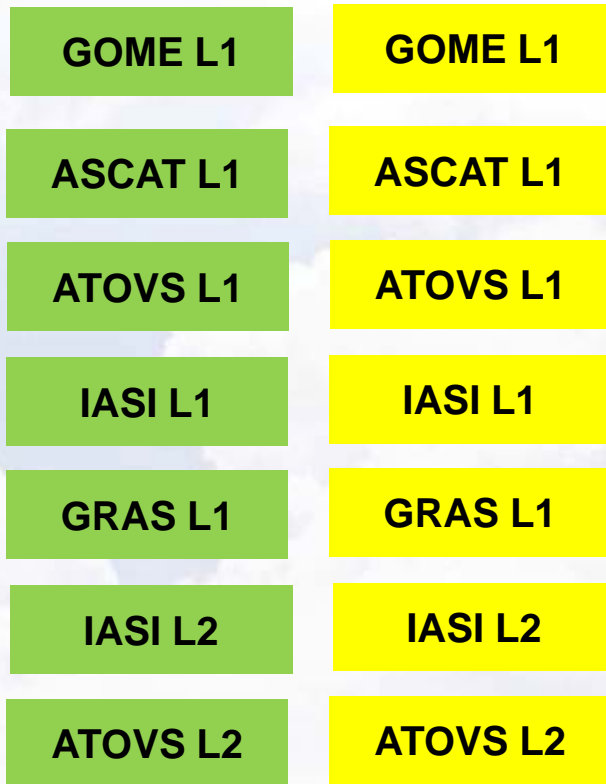 GOME L1 GOME L1
ASCAT L1 ASCAT L1
ATOVS L1 ATOVS L1
IASI L1 IASI L1
GRAS L1 GRAS L1
IASI L2 IASI L2
ATOVS L2 ATOVS L2